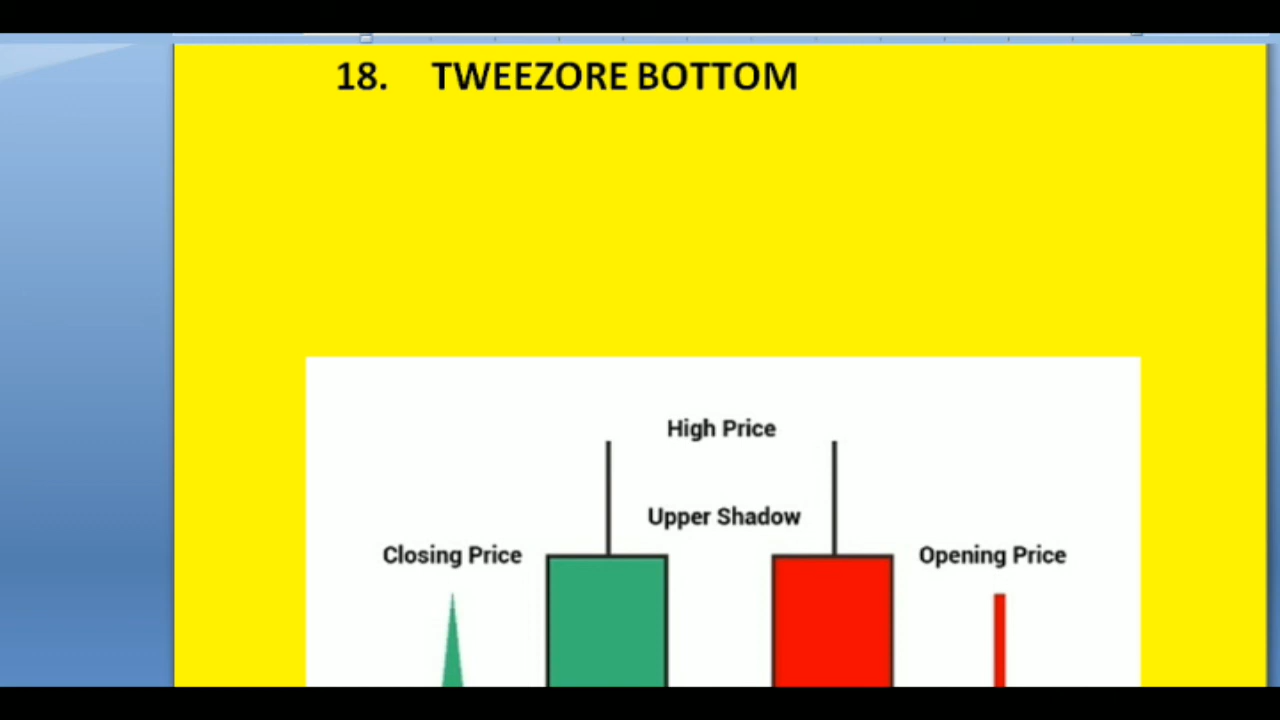 18. TWEEZORE BOTTOM
High Price
Upper Shadow
Closing Price
Opening Price